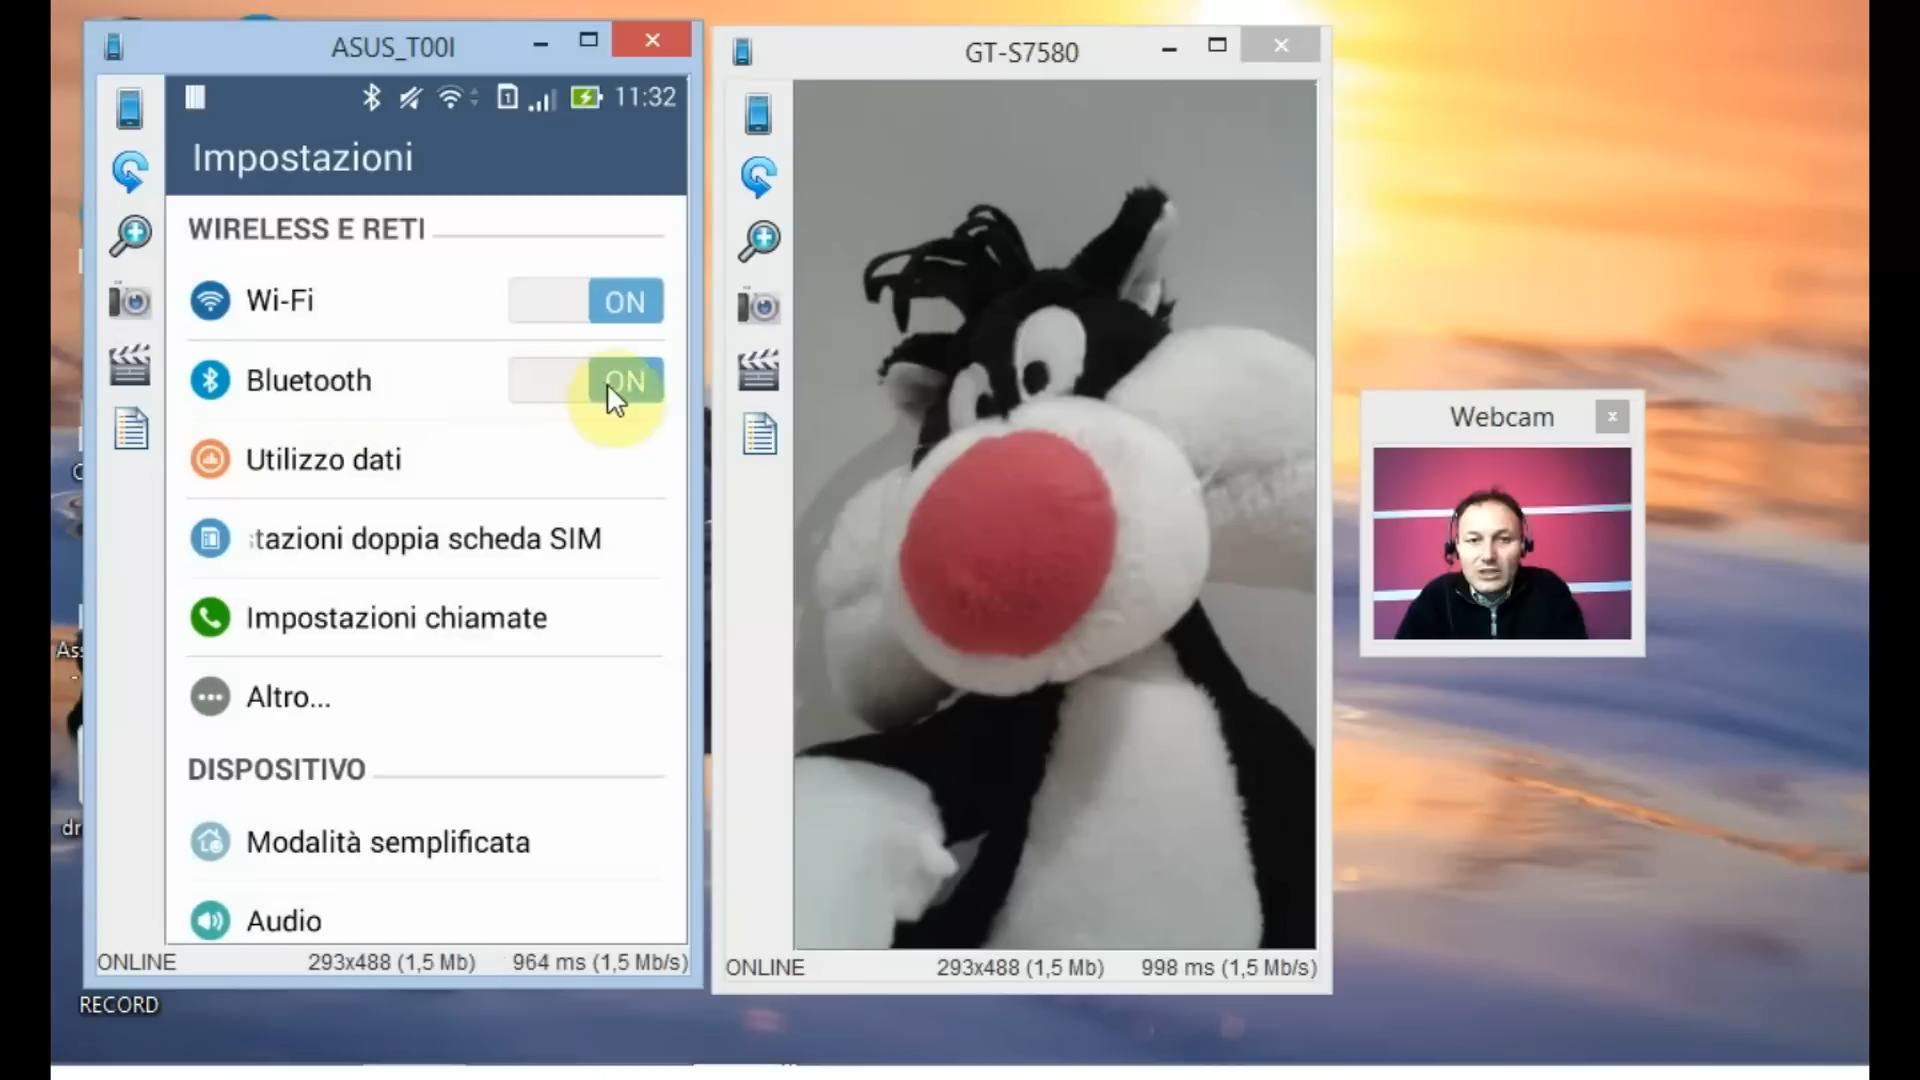 ASUS_T00I
11:32
Impostazioni
WIRELESS E RETI
Wi-Fi
ON
Bluetooth
ON
Utilizzo dati
tazioni doppia scheda SIM
Impostazioni chiamate
Altro...
DISPOSITIVO
Modalità semplificata
Audio
ONLINE
293x488 (1,5 Mb)
964 ms (1,5 Mb/s)
GT-S7580
ONLINE
293x488 (1,5 Mb)
998 ms (1,5 Mb/s)
Webcam
Ass
dr
RECORD